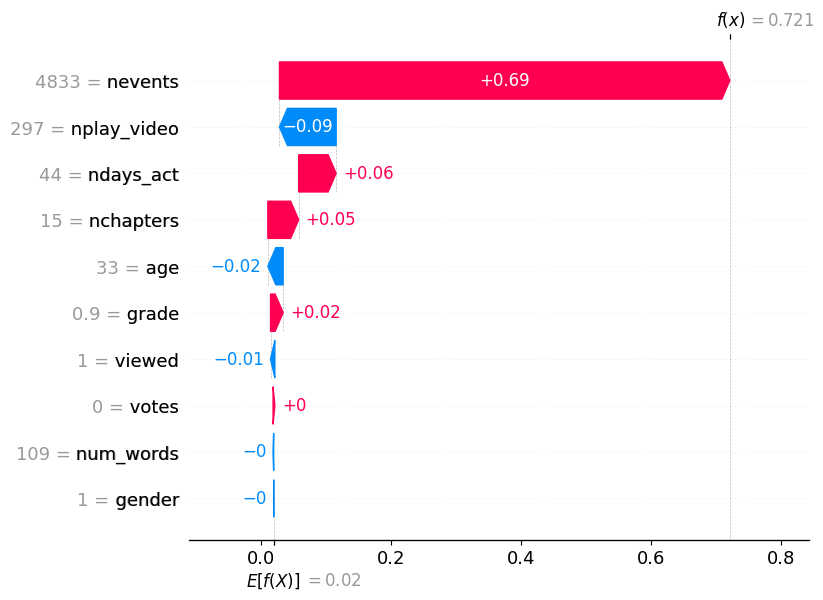 f(x) = 0.721
4833 = nevents
+0.69
297 = nplay_video
−0.09
44 = ndays_act
+0.06
15 = nchapters
+0.05
33 = age
−0.02
0.9 = grade
+0.02
1 = viewed
−0.01
0 = votes
+0
109 = num_words
−0
1 = gender
−0
0.0 0.2 0.4 0.6 0.8
E[f(X)] = 0.02